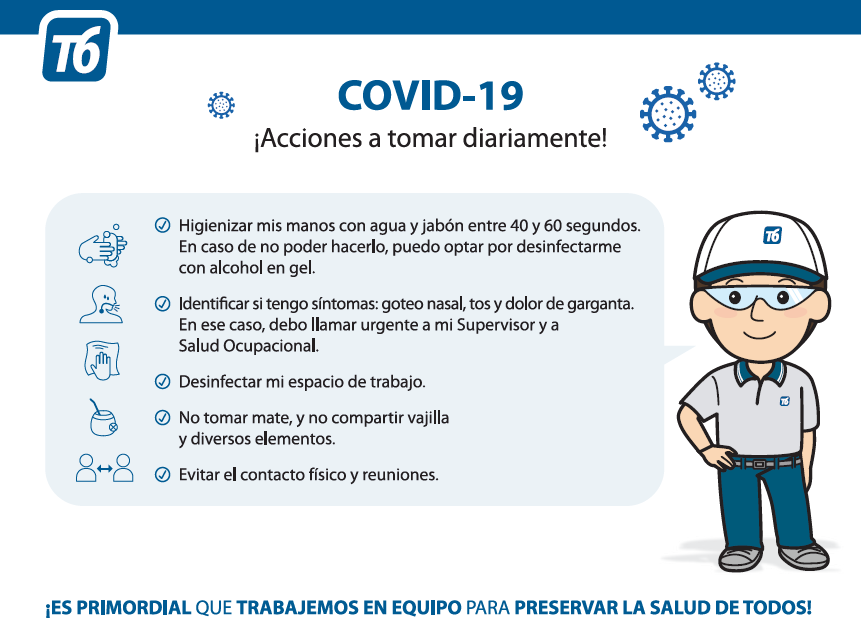 T6
COVID-19
¡Acciones a tomar diariamente!
Higienizar mis manos con agua y jabón entre 40 y 60 segundos.
En caso de no poder hacerlo, puedo optar por desinfectarme
con alcohol en gel.
Identificar si tengo síntomas: goteo nasal, tos y dolor de garganta.
En ese caso, debo llamar urgente a mi Supervisor y a
Salud Ocupacional.
Desinfectar mi espacio de trabajo.
No tomar mate, y no compartir vajilla
y diversos elementos.
Evitar el contacto físico y reuniones.
T6
T6
¡ES PRIMORDIAL QUE TRABAJEMOS EN EQUIPO PARA PRESERVAR LA SALUD DE TODOS!